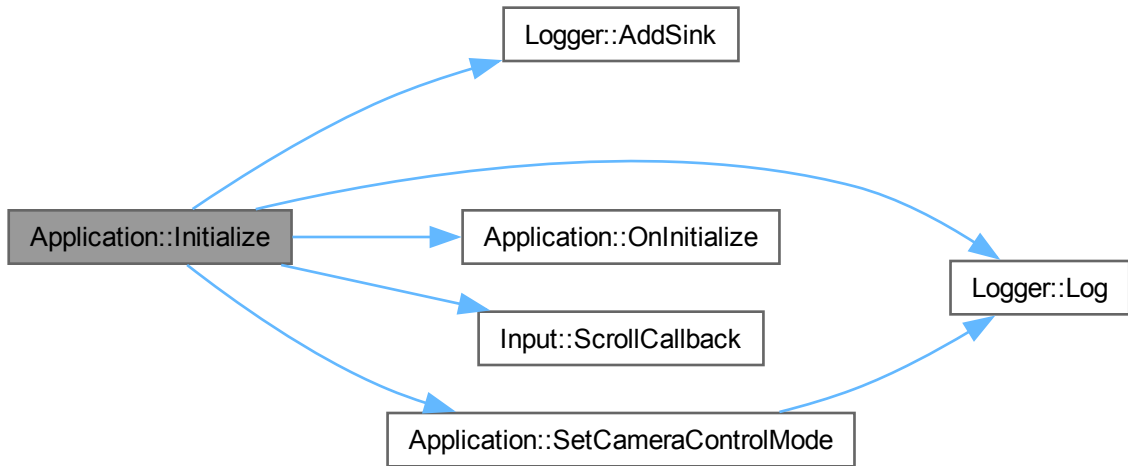 Logger::AddSink
Application::Initialize
Application::OnInitialize
Logger::Log
Input::ScrollCallback
Application::SetCameraControlMode